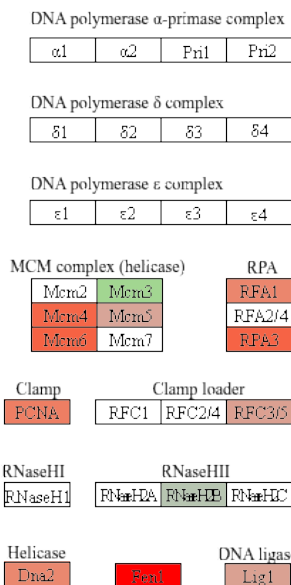 DNA polymerase α-primase complex
α1 α2 Pri1 Pri2
DNA polymerase δ complex
δ1 δ2 δ3 δ4
DNA polymerase ε complex
ε1 ε2 ε3 ε4
MCM complex (helicase) RPA
Mcm2 Mcm3 RFA1
Mcm4 Mcm5 RFA2/4
Mcm6 Mcm7 RFA3
Clamp Clamp loader
PCNA RFC1 RFC2/4 RFC3/5
RNaseHI RNaseHII
RNaseH1 RNaseH2A RNaseH2B RNaseH2C
Helicase DNA ligase
Dna2 Fen1 Lig1